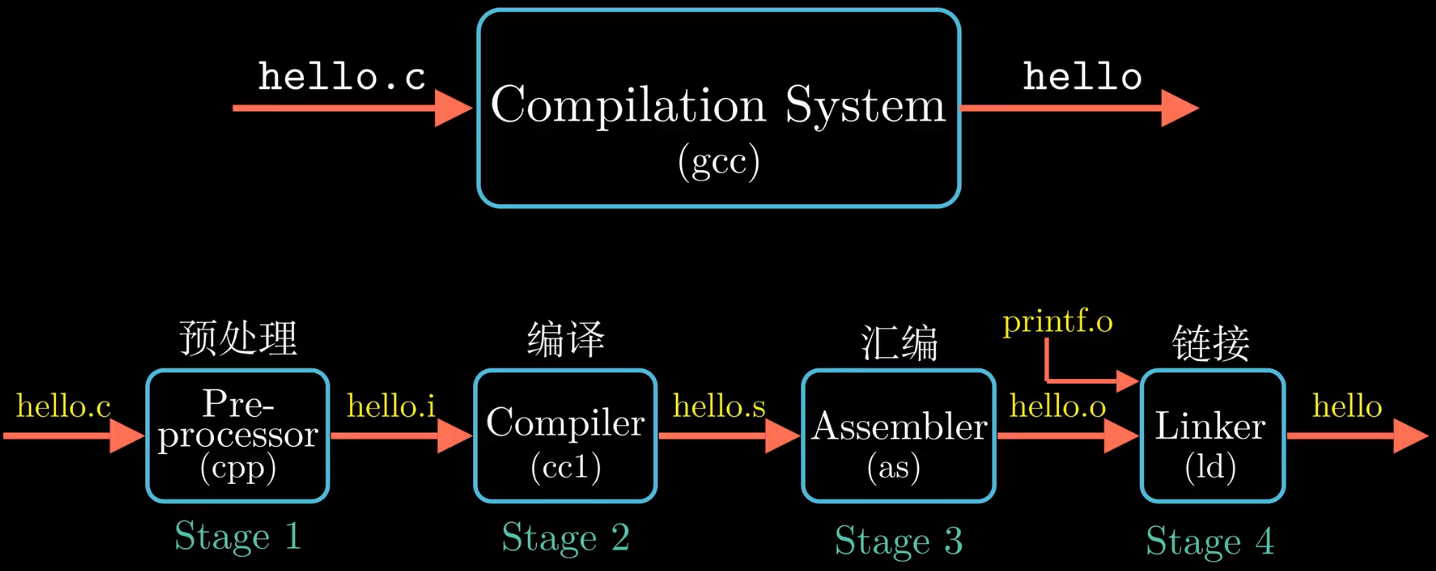 hello.c
Compilation System
(gcc)
hello
预处理
编译
汇编
printf.o
链接
hello.c
Pre-
processor
(cpp)
hello.i
Compiler
(cc1)
hello.s
Assembler
(as)
hello.o
Linker
(ld)
hello
Stage 1
Stage 2
Stage 3
Stage 4